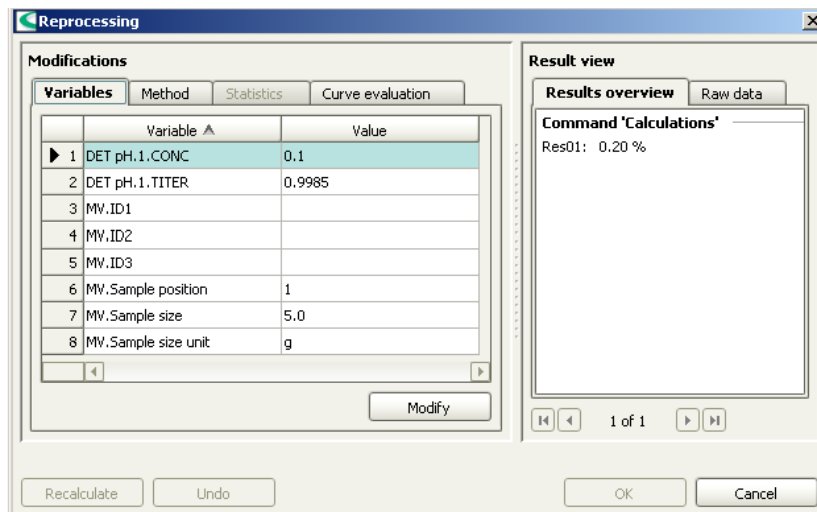 Reprocessing
Modifications
Variables Method Statistics Curve evaluation
Variable Value
1 DET pH.1.CONC 0.1
2 DET pH.1.TITER 0.9985
3 MV.ID1
4 MV.ID2
5 MV.ID3
6 MV.Sample position 1
7 MV.Sample size 5.0
8 MV.Sample size unit g
Modify
Result view
Results overview Raw data
Command 'Calculations'
Res01: 0.20 %
1 of 1
Recalculate Undo OK Cancel